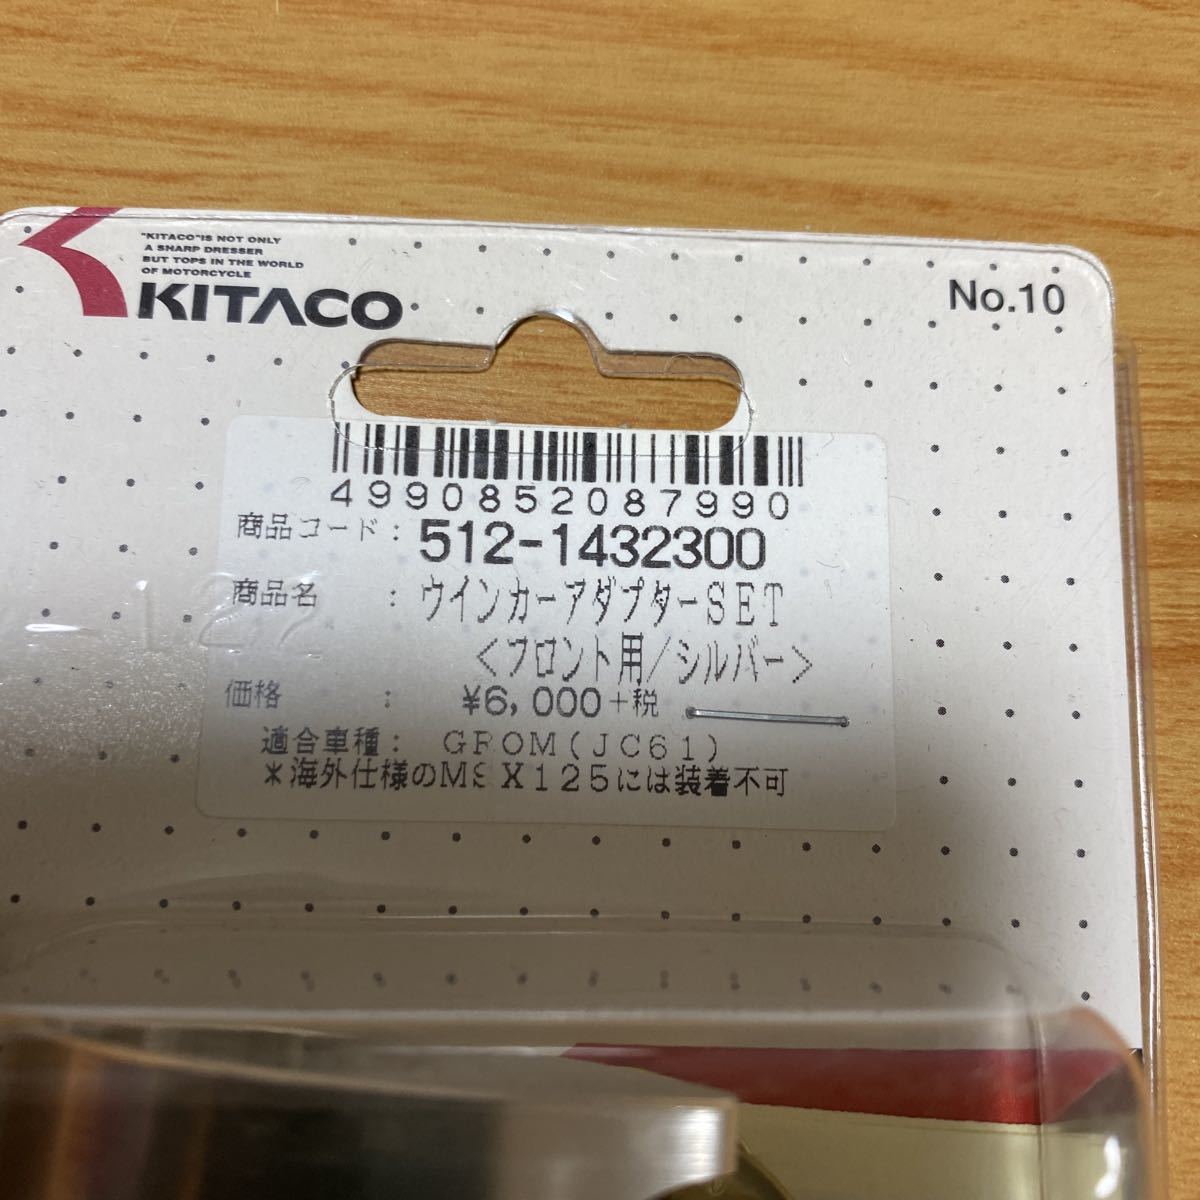 "KITACO"IS NOT ONLY
A SHARP DRESSER
BUT TOPS IN THE WORLD
OF MOTORCYCLE
KITACO
No.10
4990852087990
商品コード: 512-1432300
商品名 : ウインカーアダプターSET
<フロント用/シルバー>
価格 : ¥6,000+税
適合車種: GROM(JC61)
*海外仕様のMSX125には装着不可
127